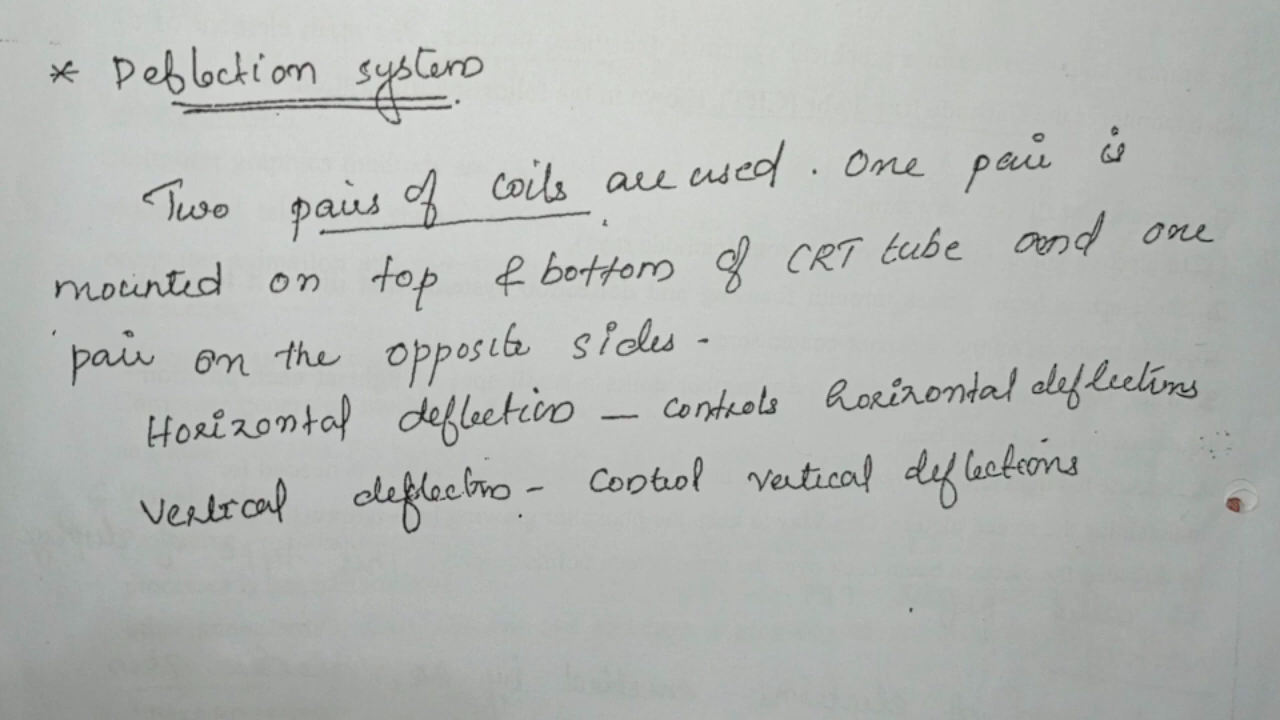 * Deflection system
Two pairs of coils are used. One pair is
mounted on top & bottom of CRT tube and one
pair on the opposite sides.
Horizontal deflection – controls horizontal deflections
Vertical deflection – control vertical deflections